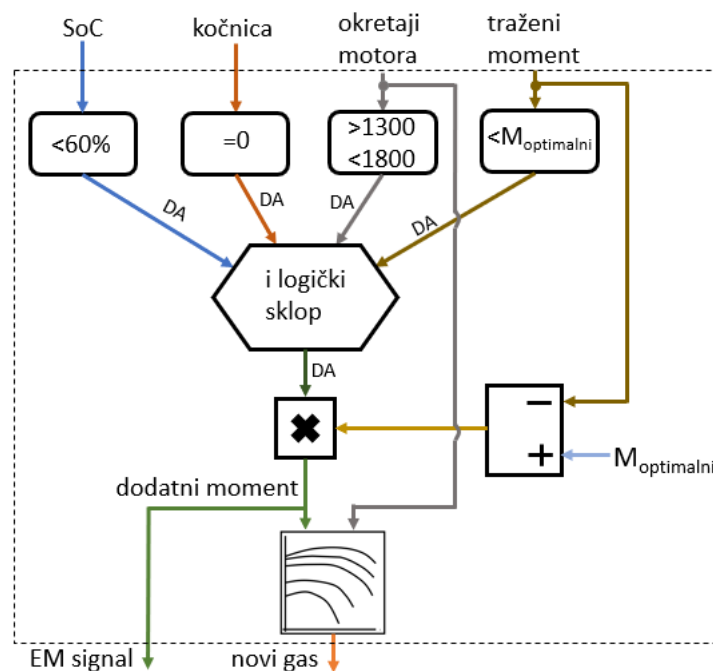 SoC
kočnica
okretaji
motora
traženi
moment
<60%
=0
>1300
<1800
<Moptimalni
DA
DA
DA
DA
i logički
sklop
DA
−
+
Moptimalni
dodatni moment
EM signal
novi gas